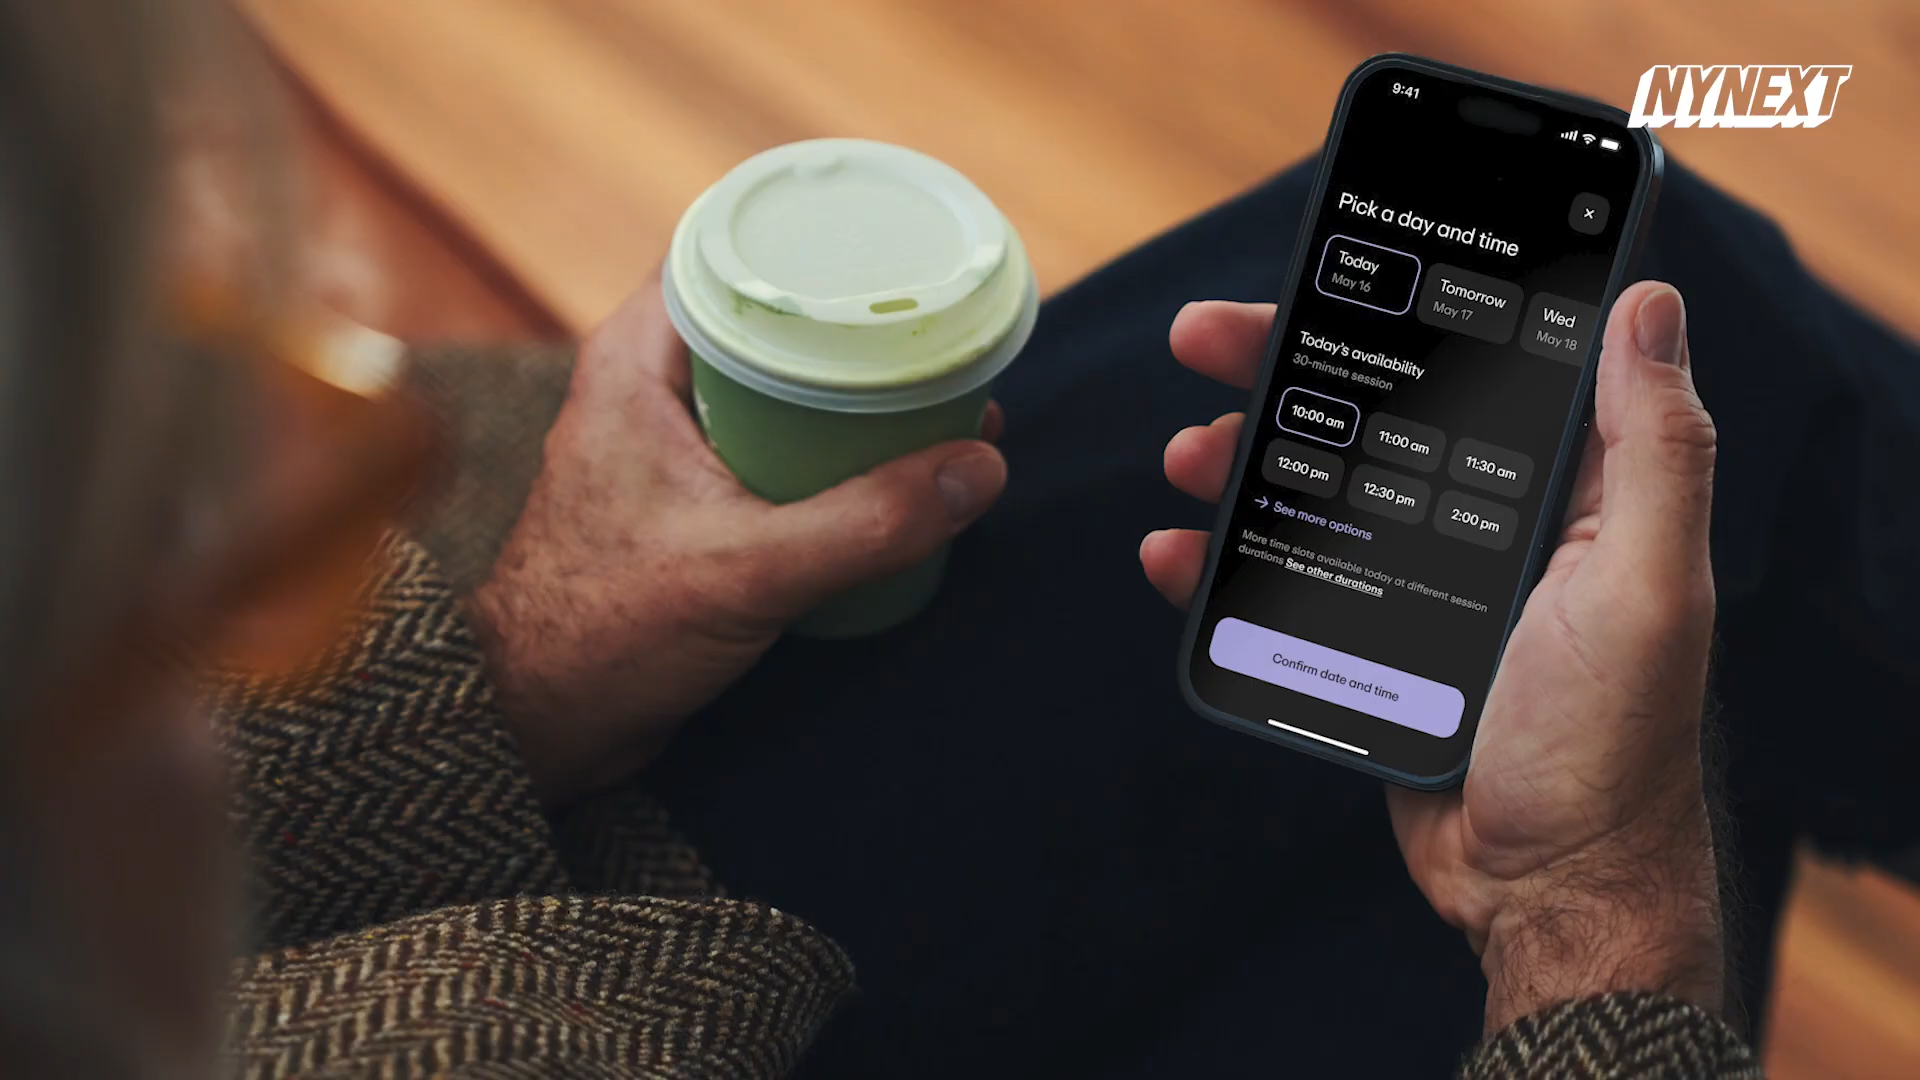 NYNEXT
9:41
Pick a day and time
Today
May 16
Tomorrow
May 17
Wed
May 18
Today's availability
30-minute session
10:00 am
11:00 am
11:30 am
12:00 pm
12:30 pm
2:00 pm
→ See more options
More time slots available today at different session
durations See other durations
Confirm date and time